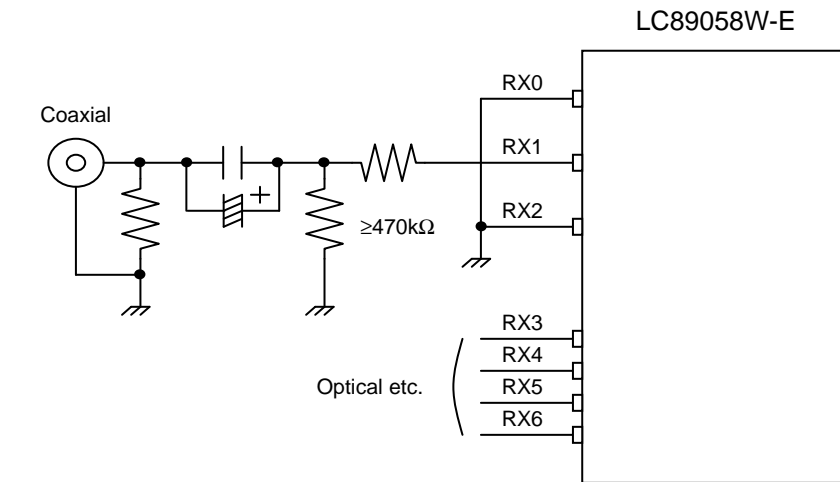 LC89058W-E
RX0
Coaxial
RX1
+
RX2
≥470kΩ
RX3
RX4
Optical etc.
RX5
RX6